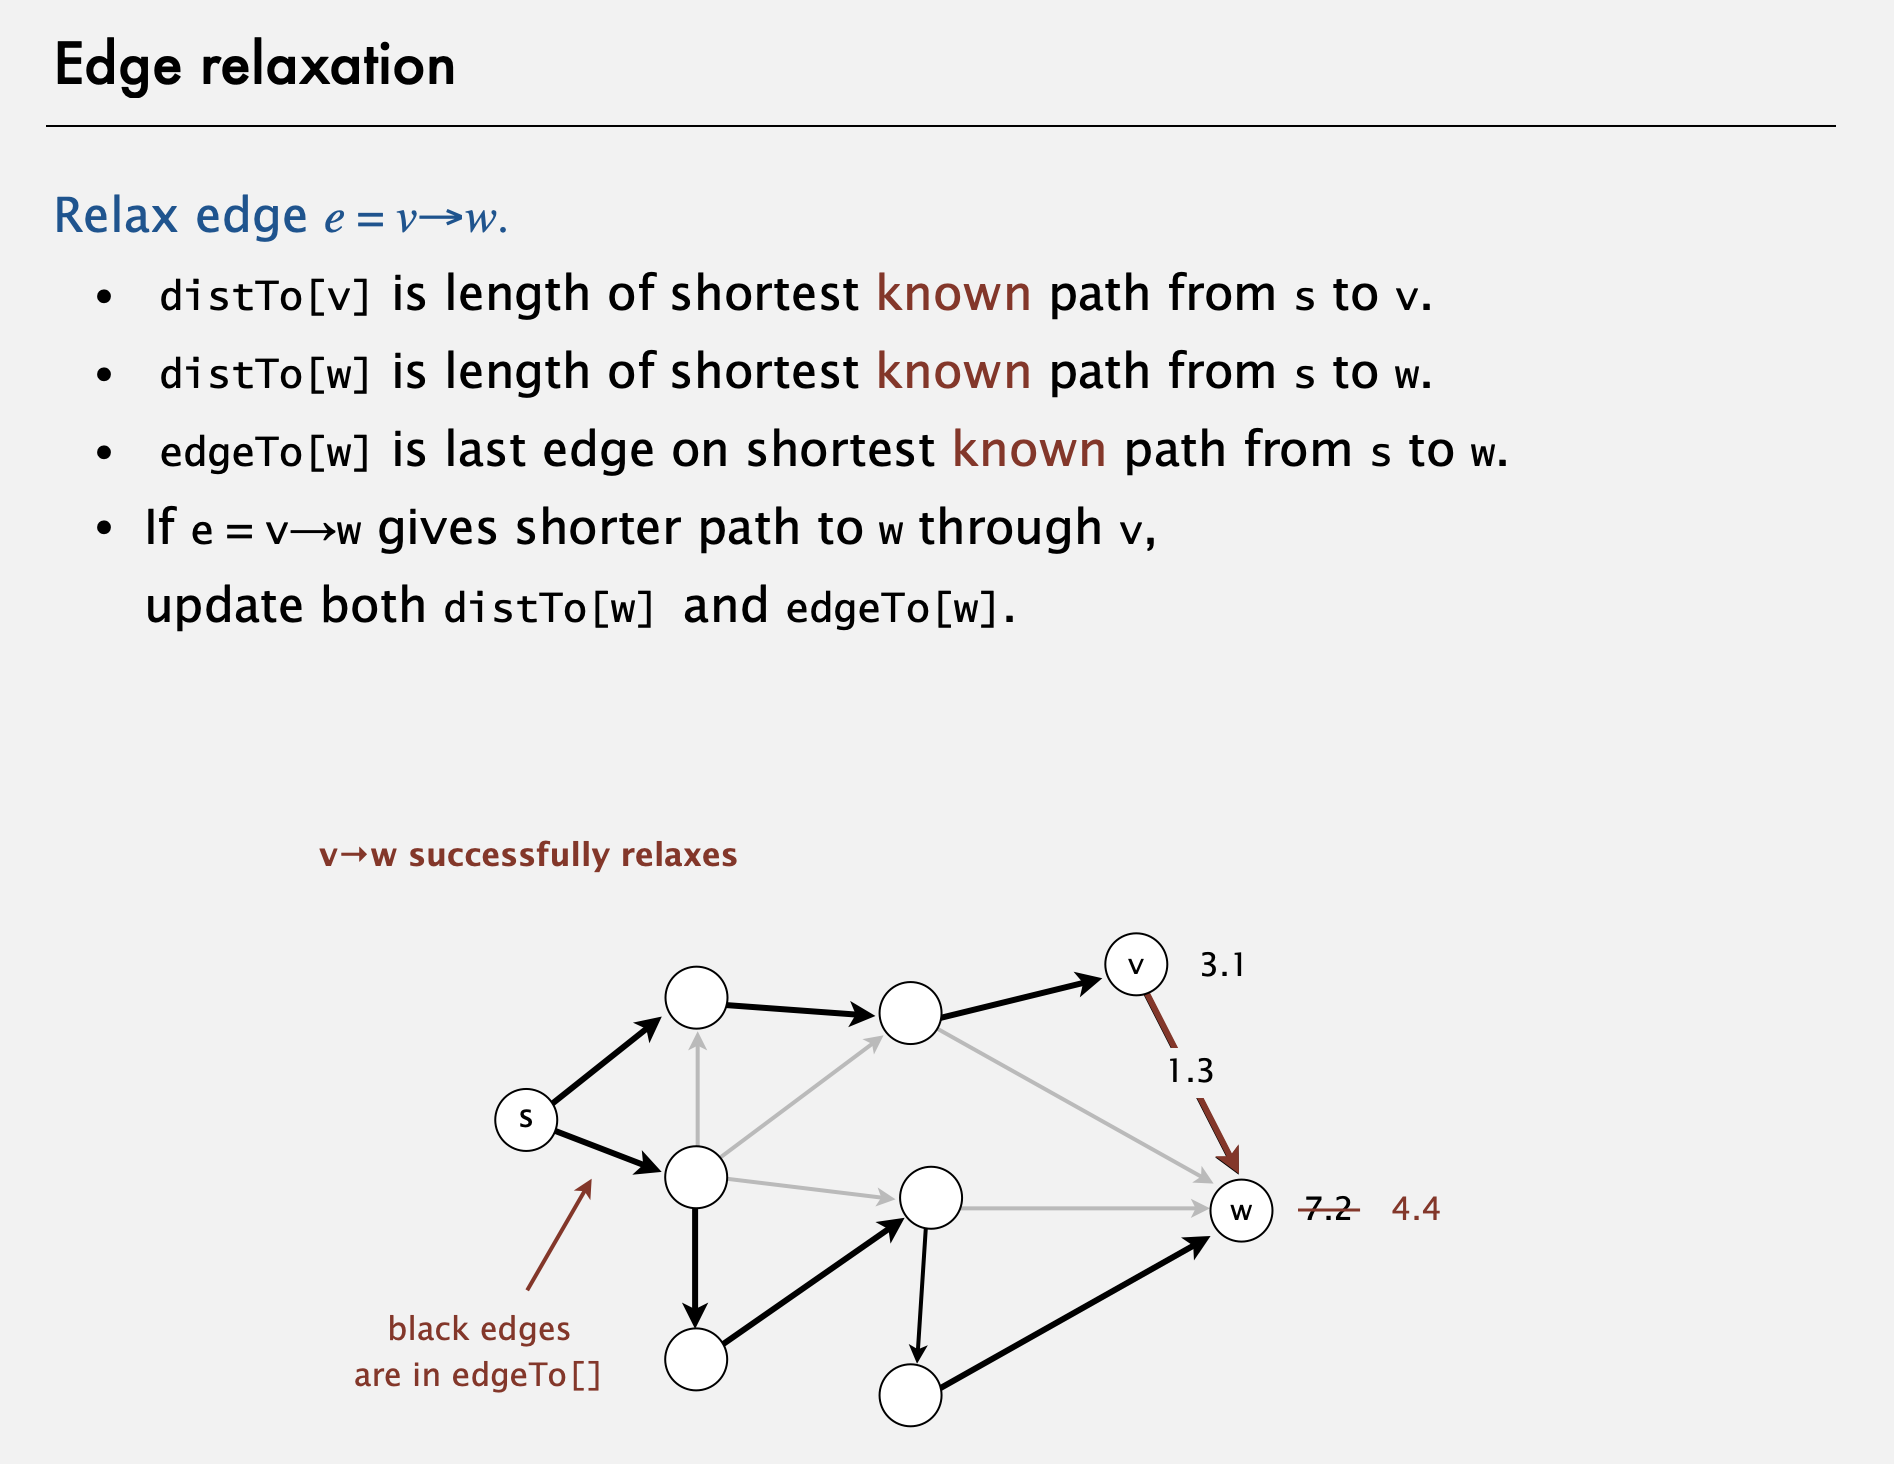 Edge relaxation
Relax edge e = v→w.
• distTo[v] is length of shortest known path from s to v.
• distTo[w] is length of shortest known path from s to w.
• edgeTo[w] is last edge on shortest known path from s to w.
• If e = v→w gives shorter path to w through v,
update both distTo[w] and edgeTo[w].
v→w successfully relaxes
v 3.1
1.3
s
w 7.2 4.4
black edges
are in edgeTo[]